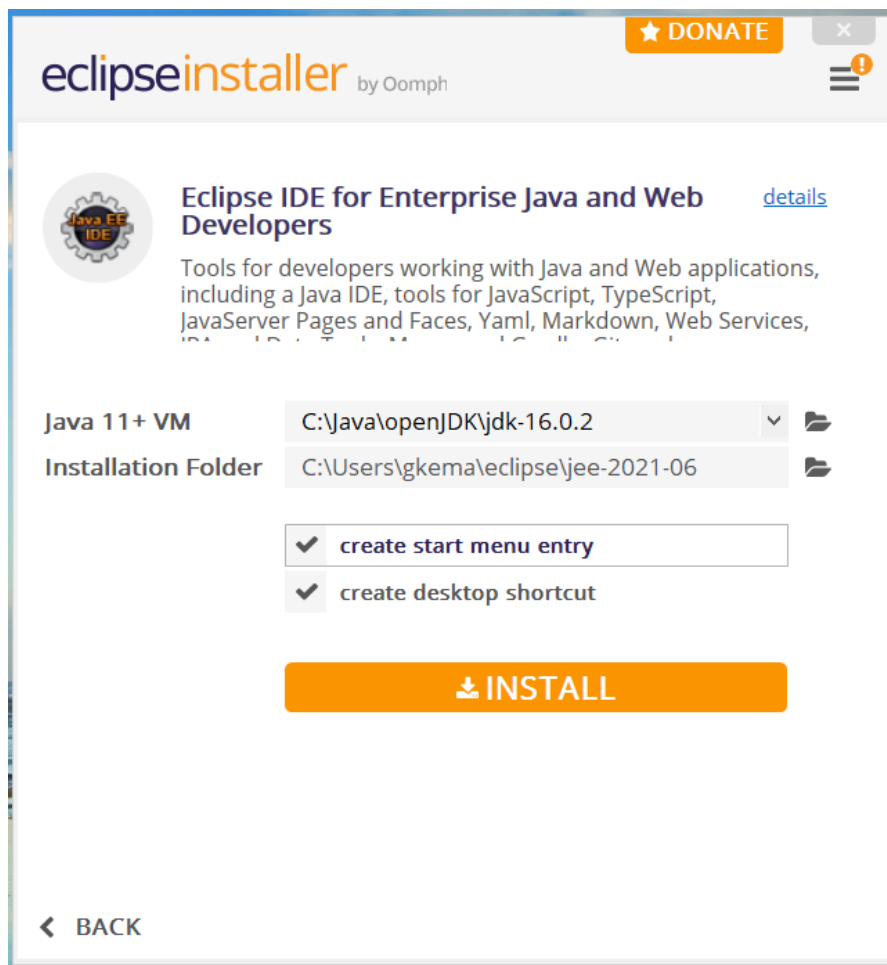 DONATE
eclipseinstaller by Oomph
Java EE
IDE
Eclipse IDE for Enterprise Java and Web
Developers
details
Tools for developers working with Java and Web applications,
including a Java IDE, tools for JavaScript, TypeScript,
JavaServer Pages and Faces, Yaml, Markdown, Web Services,
Java 11+ VM
C:\Java\openJDK\jdk-16.0.2
Installation Folder
C:\Users\gkema\eclipse\jee-2021-06
create start menu entry
create desktop shortcut
INSTALL
BACK